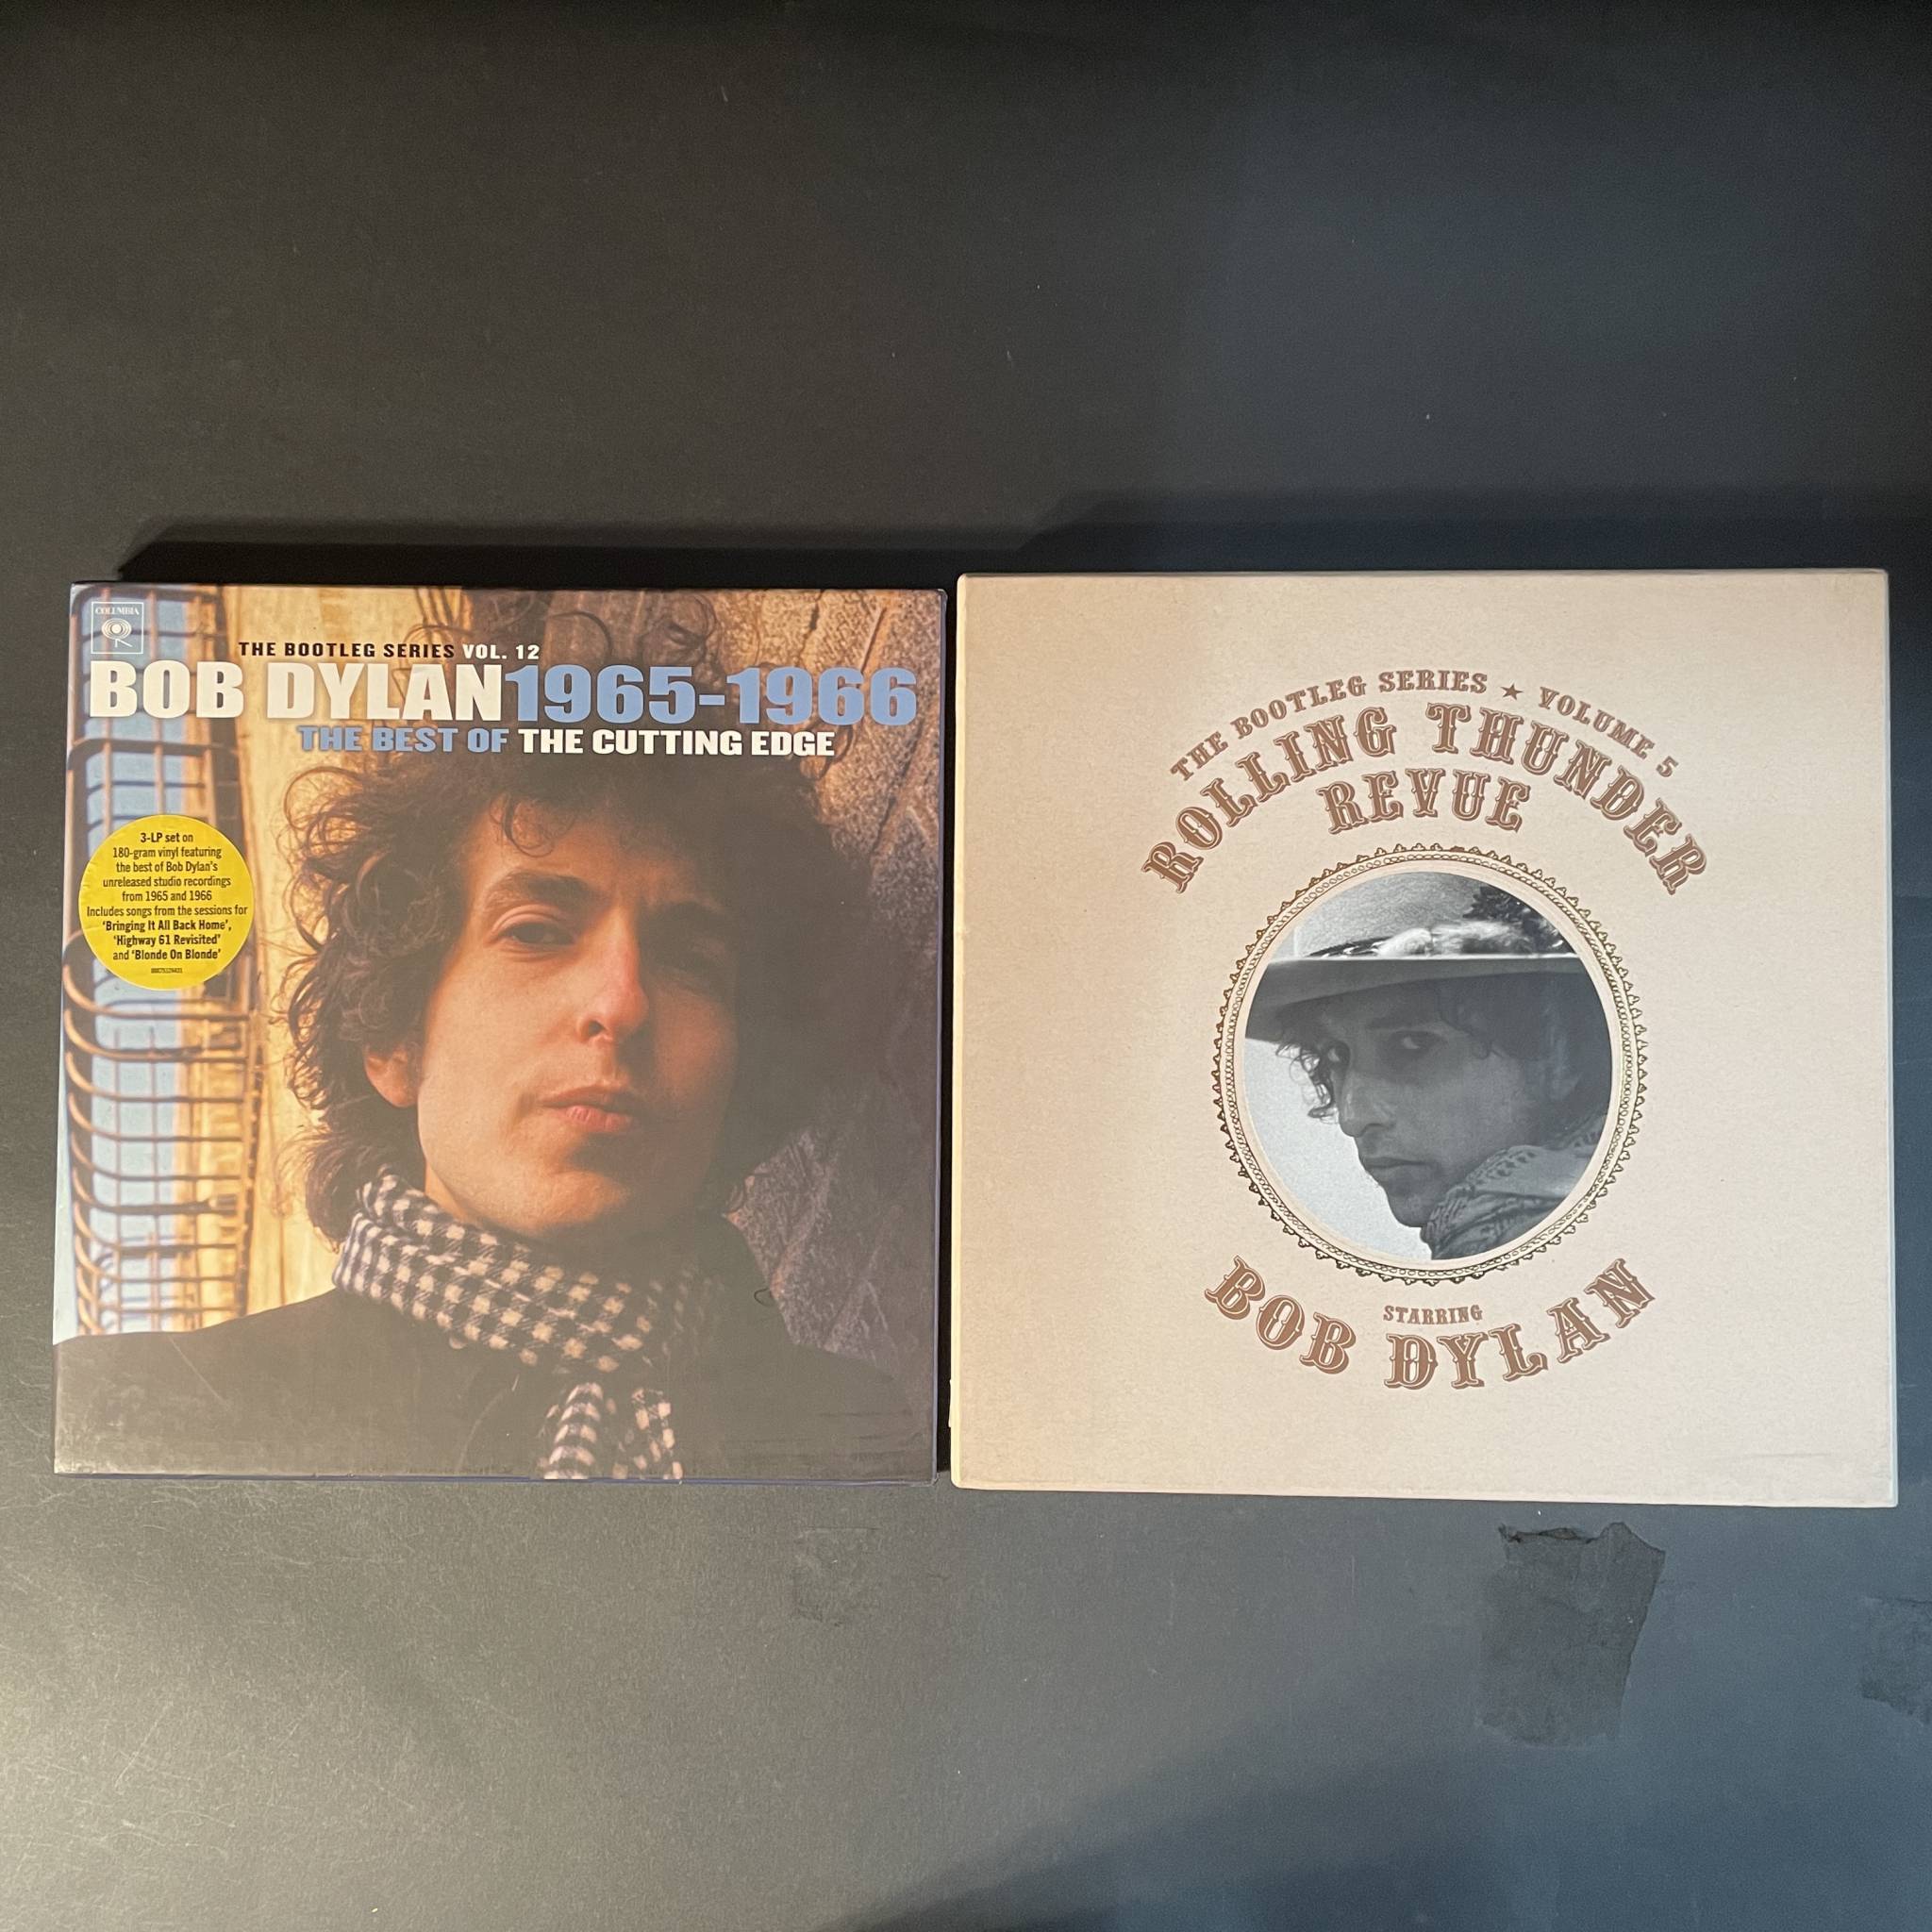 COLUMBIA
THE BOOTLEG SERIES VOL. 12
BOB DYLAN 1965-1966
THE BEST OF THE CUTTING EDGE
3-LP set on
180-gram vinyl featuring
the best of Bob Dylan's
unreleased studio recordings
from 1965 and 1966
Includes songs from the sessions for
'Bringing It All Back Home',
'Highway 61 Revisited'
and 'Blonde On Blonde'
THE BOOTLEG SERIES ★ VOLUME 5
ROLLING THUNDER
REVUE
STARRING
BOB DYLAN